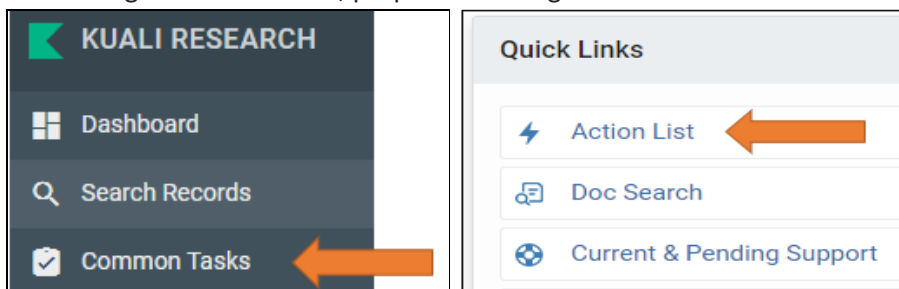 KUALI RESEARCH
Dashboard
Search Records
Common Tasks
Quick Links
Action List
Doc Search
Current & Pending Support